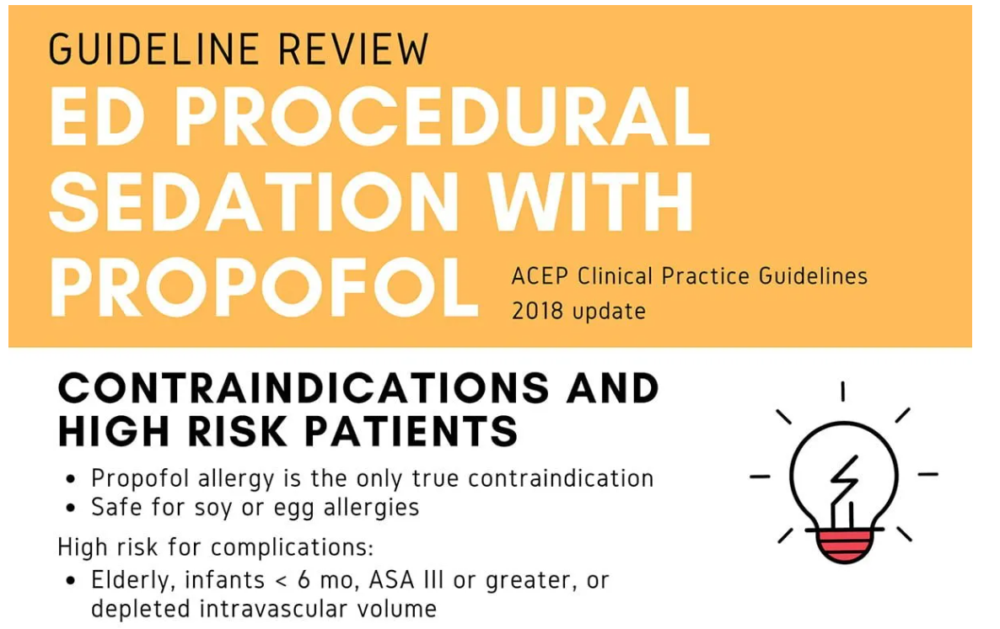 GUIDELINE REVIEW
ED PROCEDURAL
SEDATION WITH
PROPOFOL
ACEP Clinical Practice Guidelines
2018 update
CONTRAINDICATIONS AND
HIGH RISK PATIENTS
• Propofol allergy is the only true contraindication
• Safe for soy or egg allergies
High risk for complications:
• Elderly, infants < 6 mo, ASA III or greater, or
depleted intravascular volume